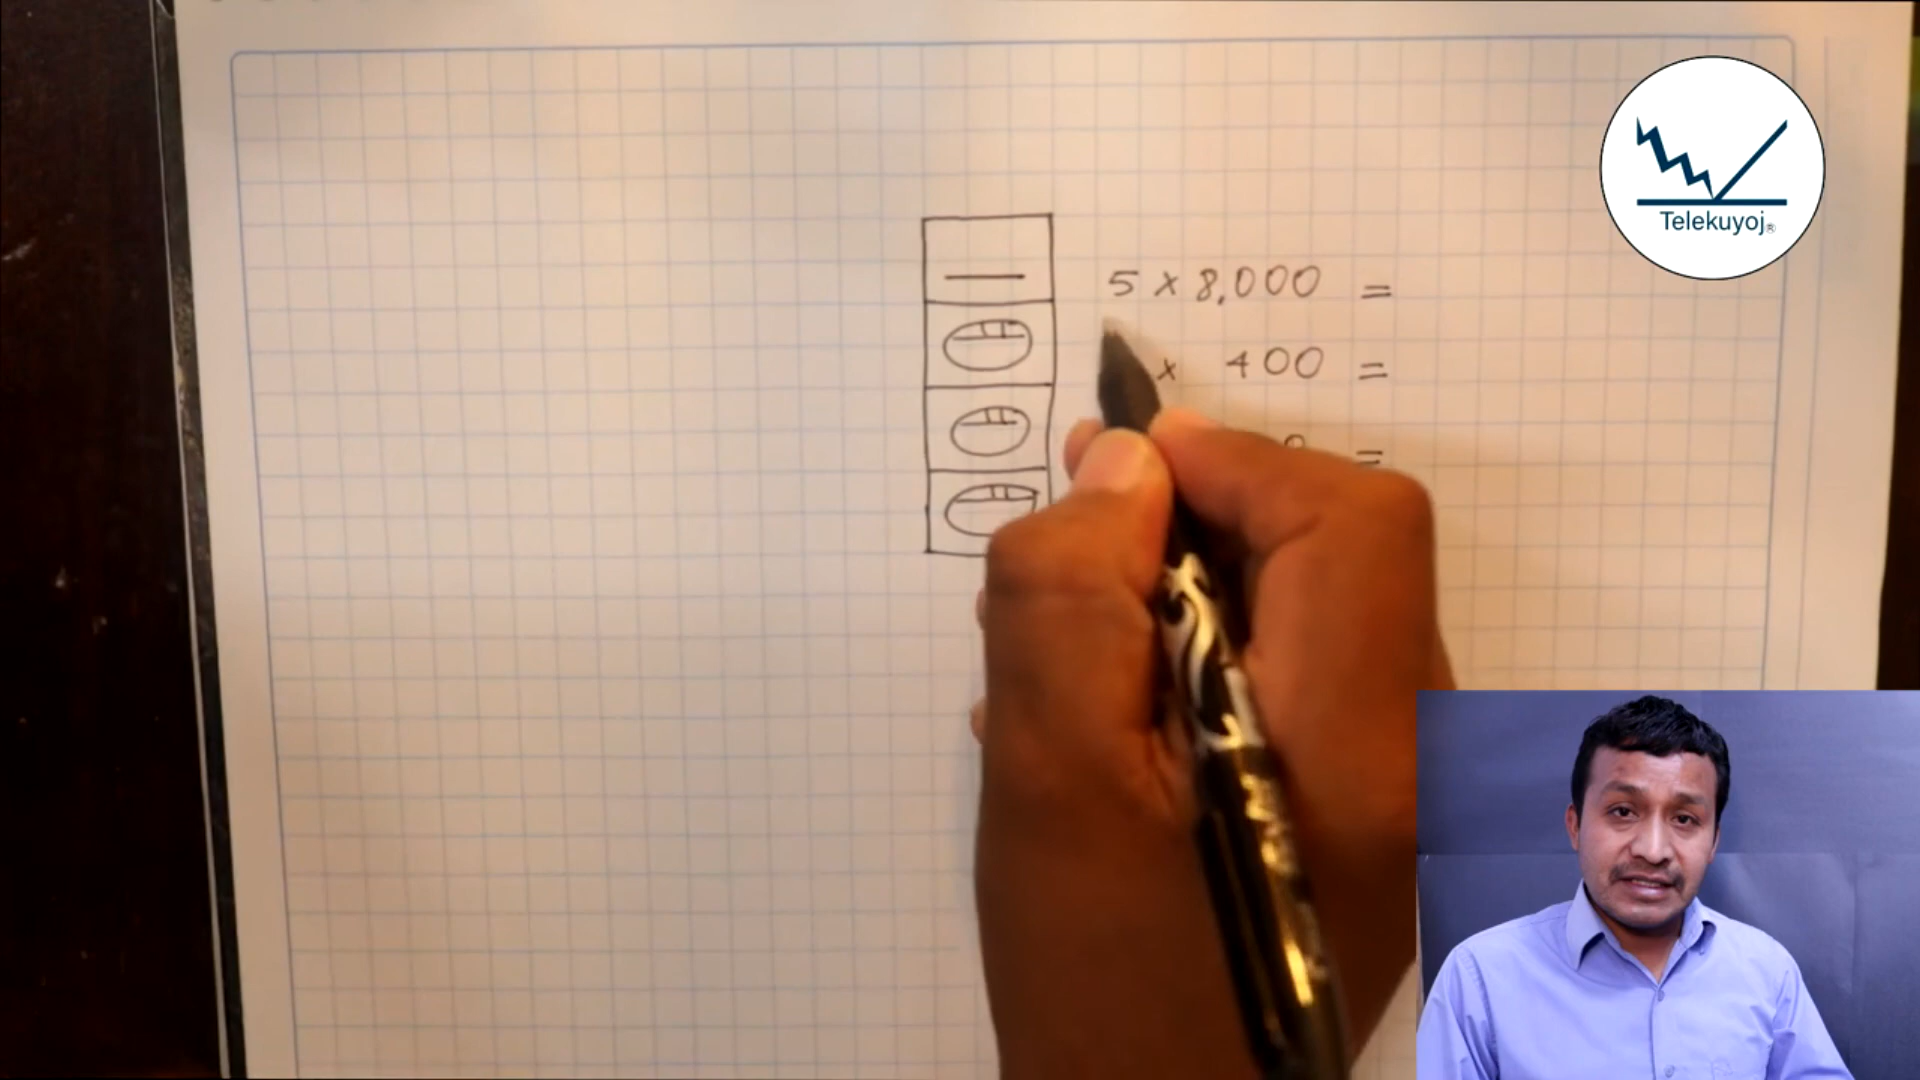 Telekuyoj®
5 x 8,000 =
x 400 =
=